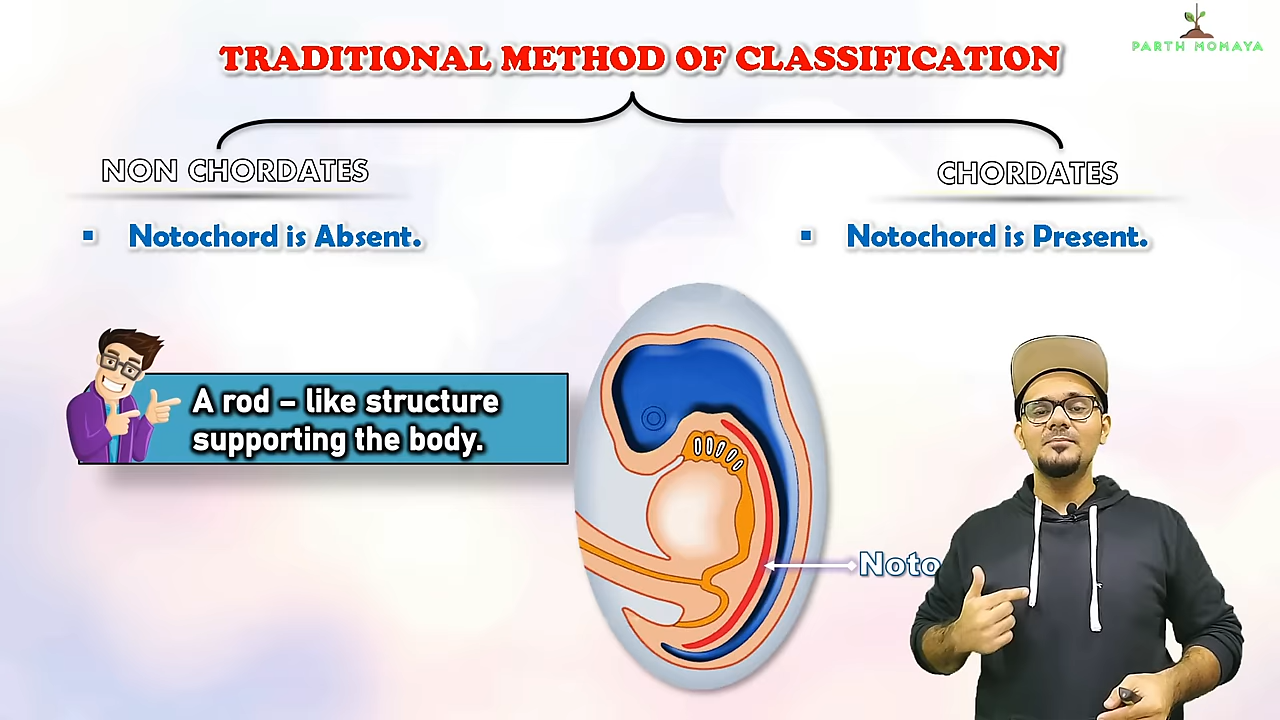 PARTH MOMAYA
TRADITIONAL METHOD OF CLASSIFICATION
NON CHORDATES
CHORDATES
▪ Notochord is Absent.
▪ Notochord is Present.
A rod – like structure
supporting the body.
Noto